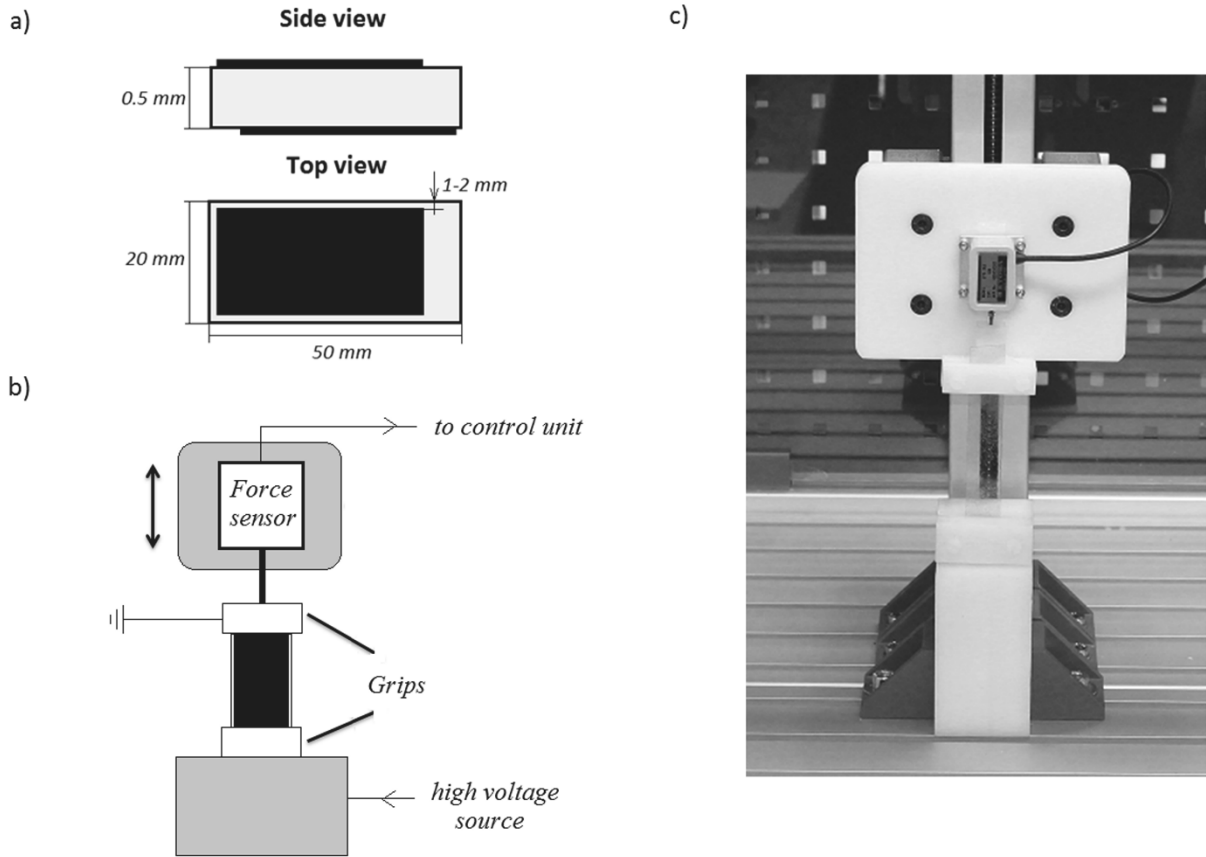 a)
Side view
0.5 mm
Top view
1-2 mm
20 mm
50 mm
b)
to control unit
Force
sensor
Grips
high voltage
source
c)